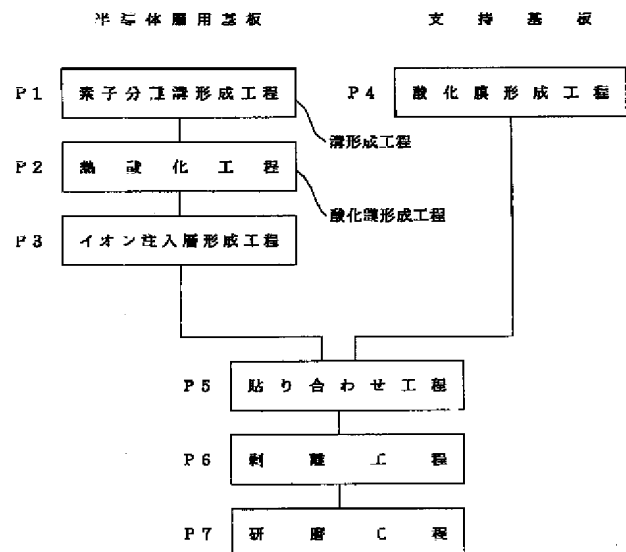 半導体層用基板
支持基板
P1 素子分離溝形成工程
P4 酸化膜形成工程
溝形成工程
P2 熱酸化工程
酸化膜形成工程
P3 イオン注入層形成工程
P5 貼り合わせ工程
P6 剥離工程
P7 研磨工程